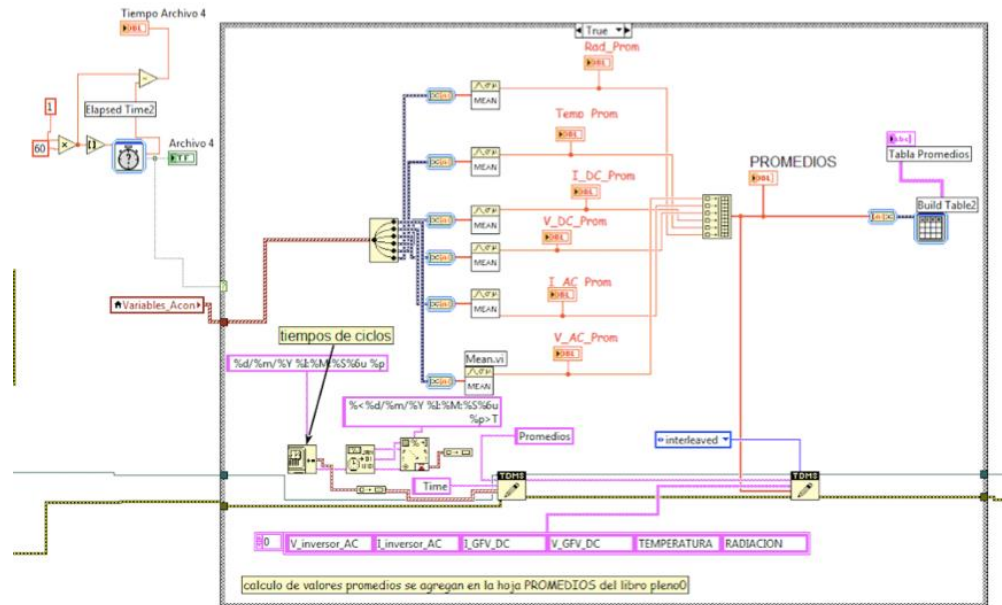 Tiempo Archivo 4
DBL
True
Rad_Prom
DBL
1
60
Elapsed Time2
Archivo 4
TF
MEAN
Temp_Prom
DBL
MEAN
I_DC_Prom
DBL
MEAN
V_DC_Prom
DBL
MEAN
I_AC_Prom
DBL
MEAN
V_AC_Prom
DBL
Mean.vi
MEAN
PROMEDIOS
DBL
abc
Tabla Promedios
Build Table2
Variables_Acon
tiempos de ciclos
%d/%m/%Y %I:%M:%S%6u %p
%<%d/%m/%Y %I:%M:%S%6u
%p>T
Promedios
interleaved
Time
TDMS
TDMS
0
V_inversor_AC
I_inversor_AC
I_GFV_DC
V_GFV_DC
TEMPERATURA
RADIACION
calculo de valores promedios se agregan en la hoja PROMEDIOS del libro pleno0